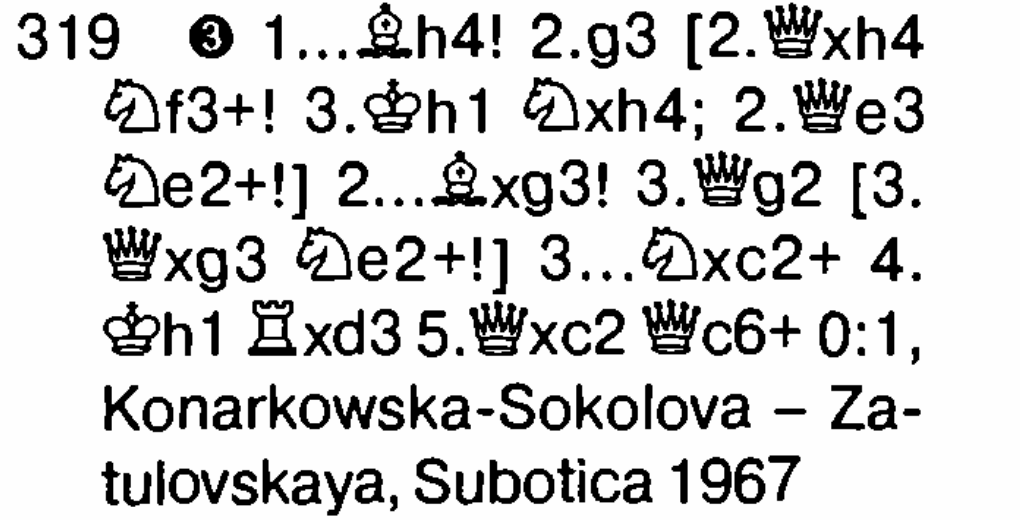 319 ❸ 1...♗h4! 2.g3 [2.♕xh4
♘f3+! 3.♔h1 ♘xh4; 2.♕e3
♘e2+!] 2...♗xg3! 3.♕g2 [3.
♕xg3 ♘e2+!] 3...♘xc2+ 4.
♔h1 ♖xd3 5.♕xc2 ♕c6+ 0:1,
Konarkowska-Sokolova – Za-
tulovskaya, Subotica 1967